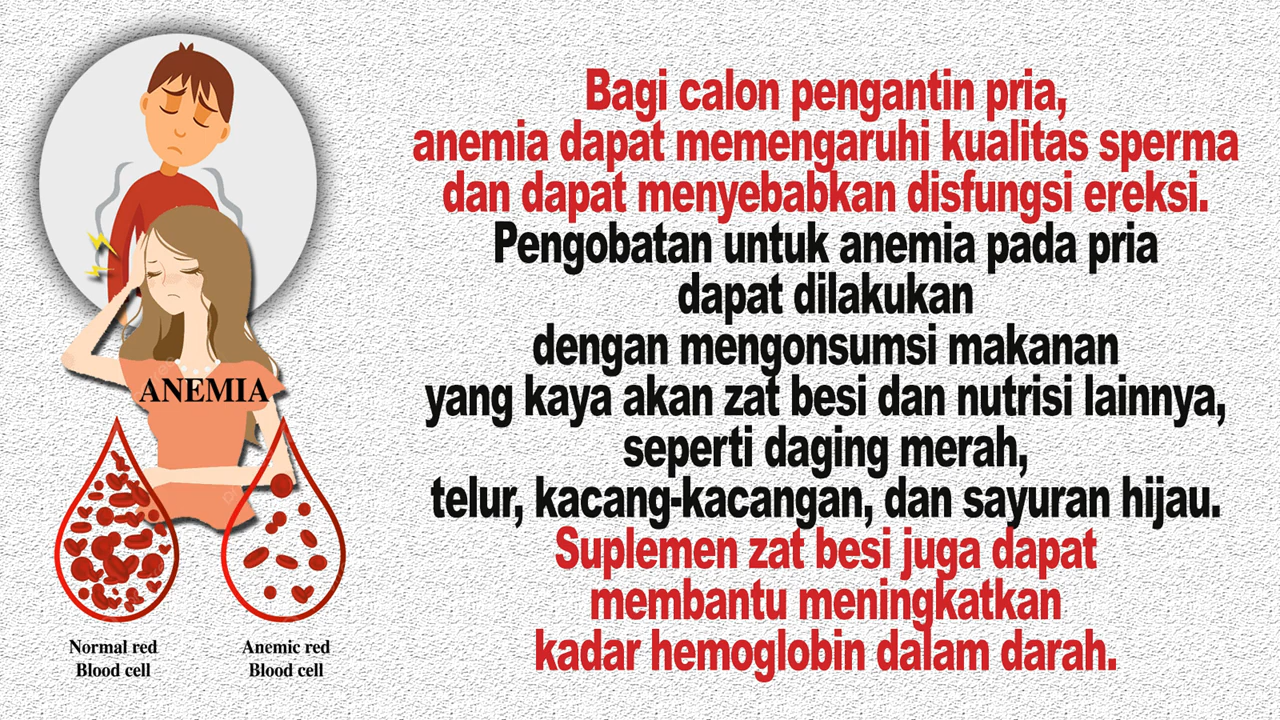 Bagi calon pengantin pria,
anemia dapat memengaruhi kualitas sperma
dan dapat menyebabkan disfungsi ereksi.
Pengobatan untuk anemia pada pria
dapat dilakukan
dengan mengonsumsi makanan
yang kaya akan zat besi dan nutrisi lainnya,
seperti daging merah,
telur, kacang-kacangan, dan sayuran hijau.
Suplemen zat besi juga dapat
membantu meningkatkan
kadar hemoglobin dalam darah.
ANEMIA
Normal red
Blood cell
Anemic red
Blood cell